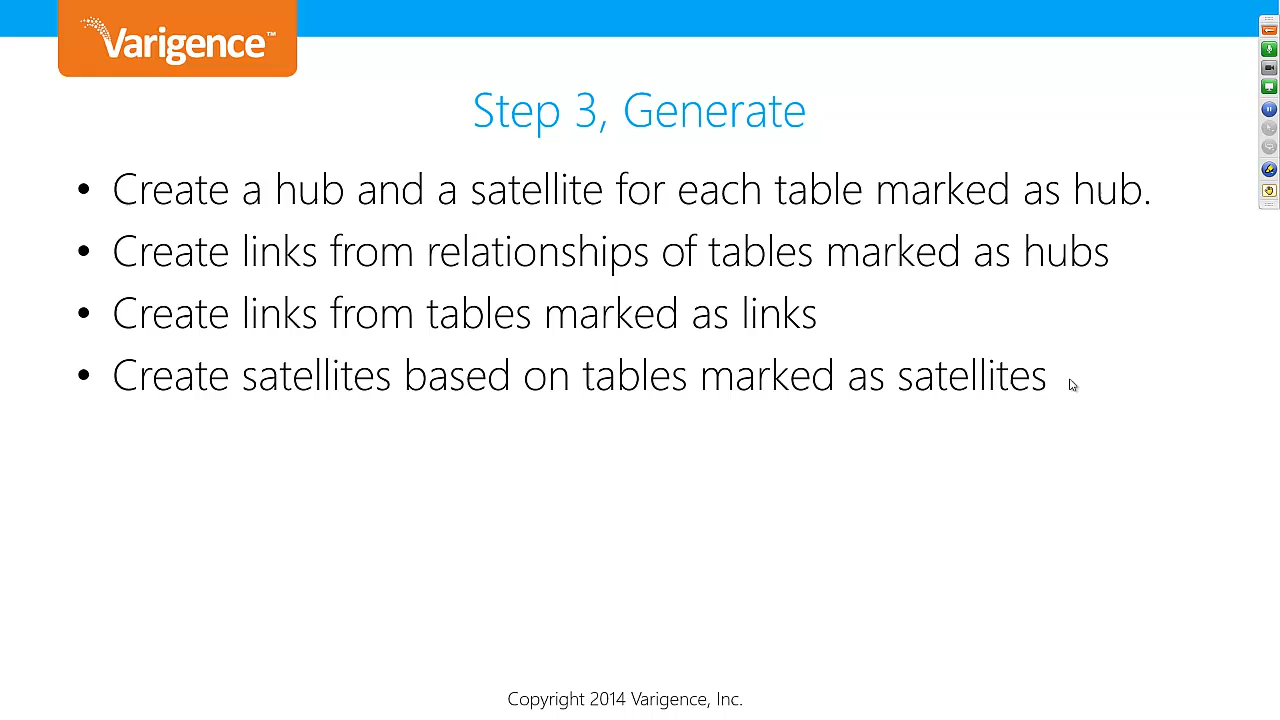 Varigence™
Step 3, Generate
• Create a hub and a satellite for each table marked as hub.
• Create links from relationships of tables marked as hubs
• Create links from tables marked as links
• Create satellites based on tables marked as satellites
Copyright 2014 Varigence, Inc.